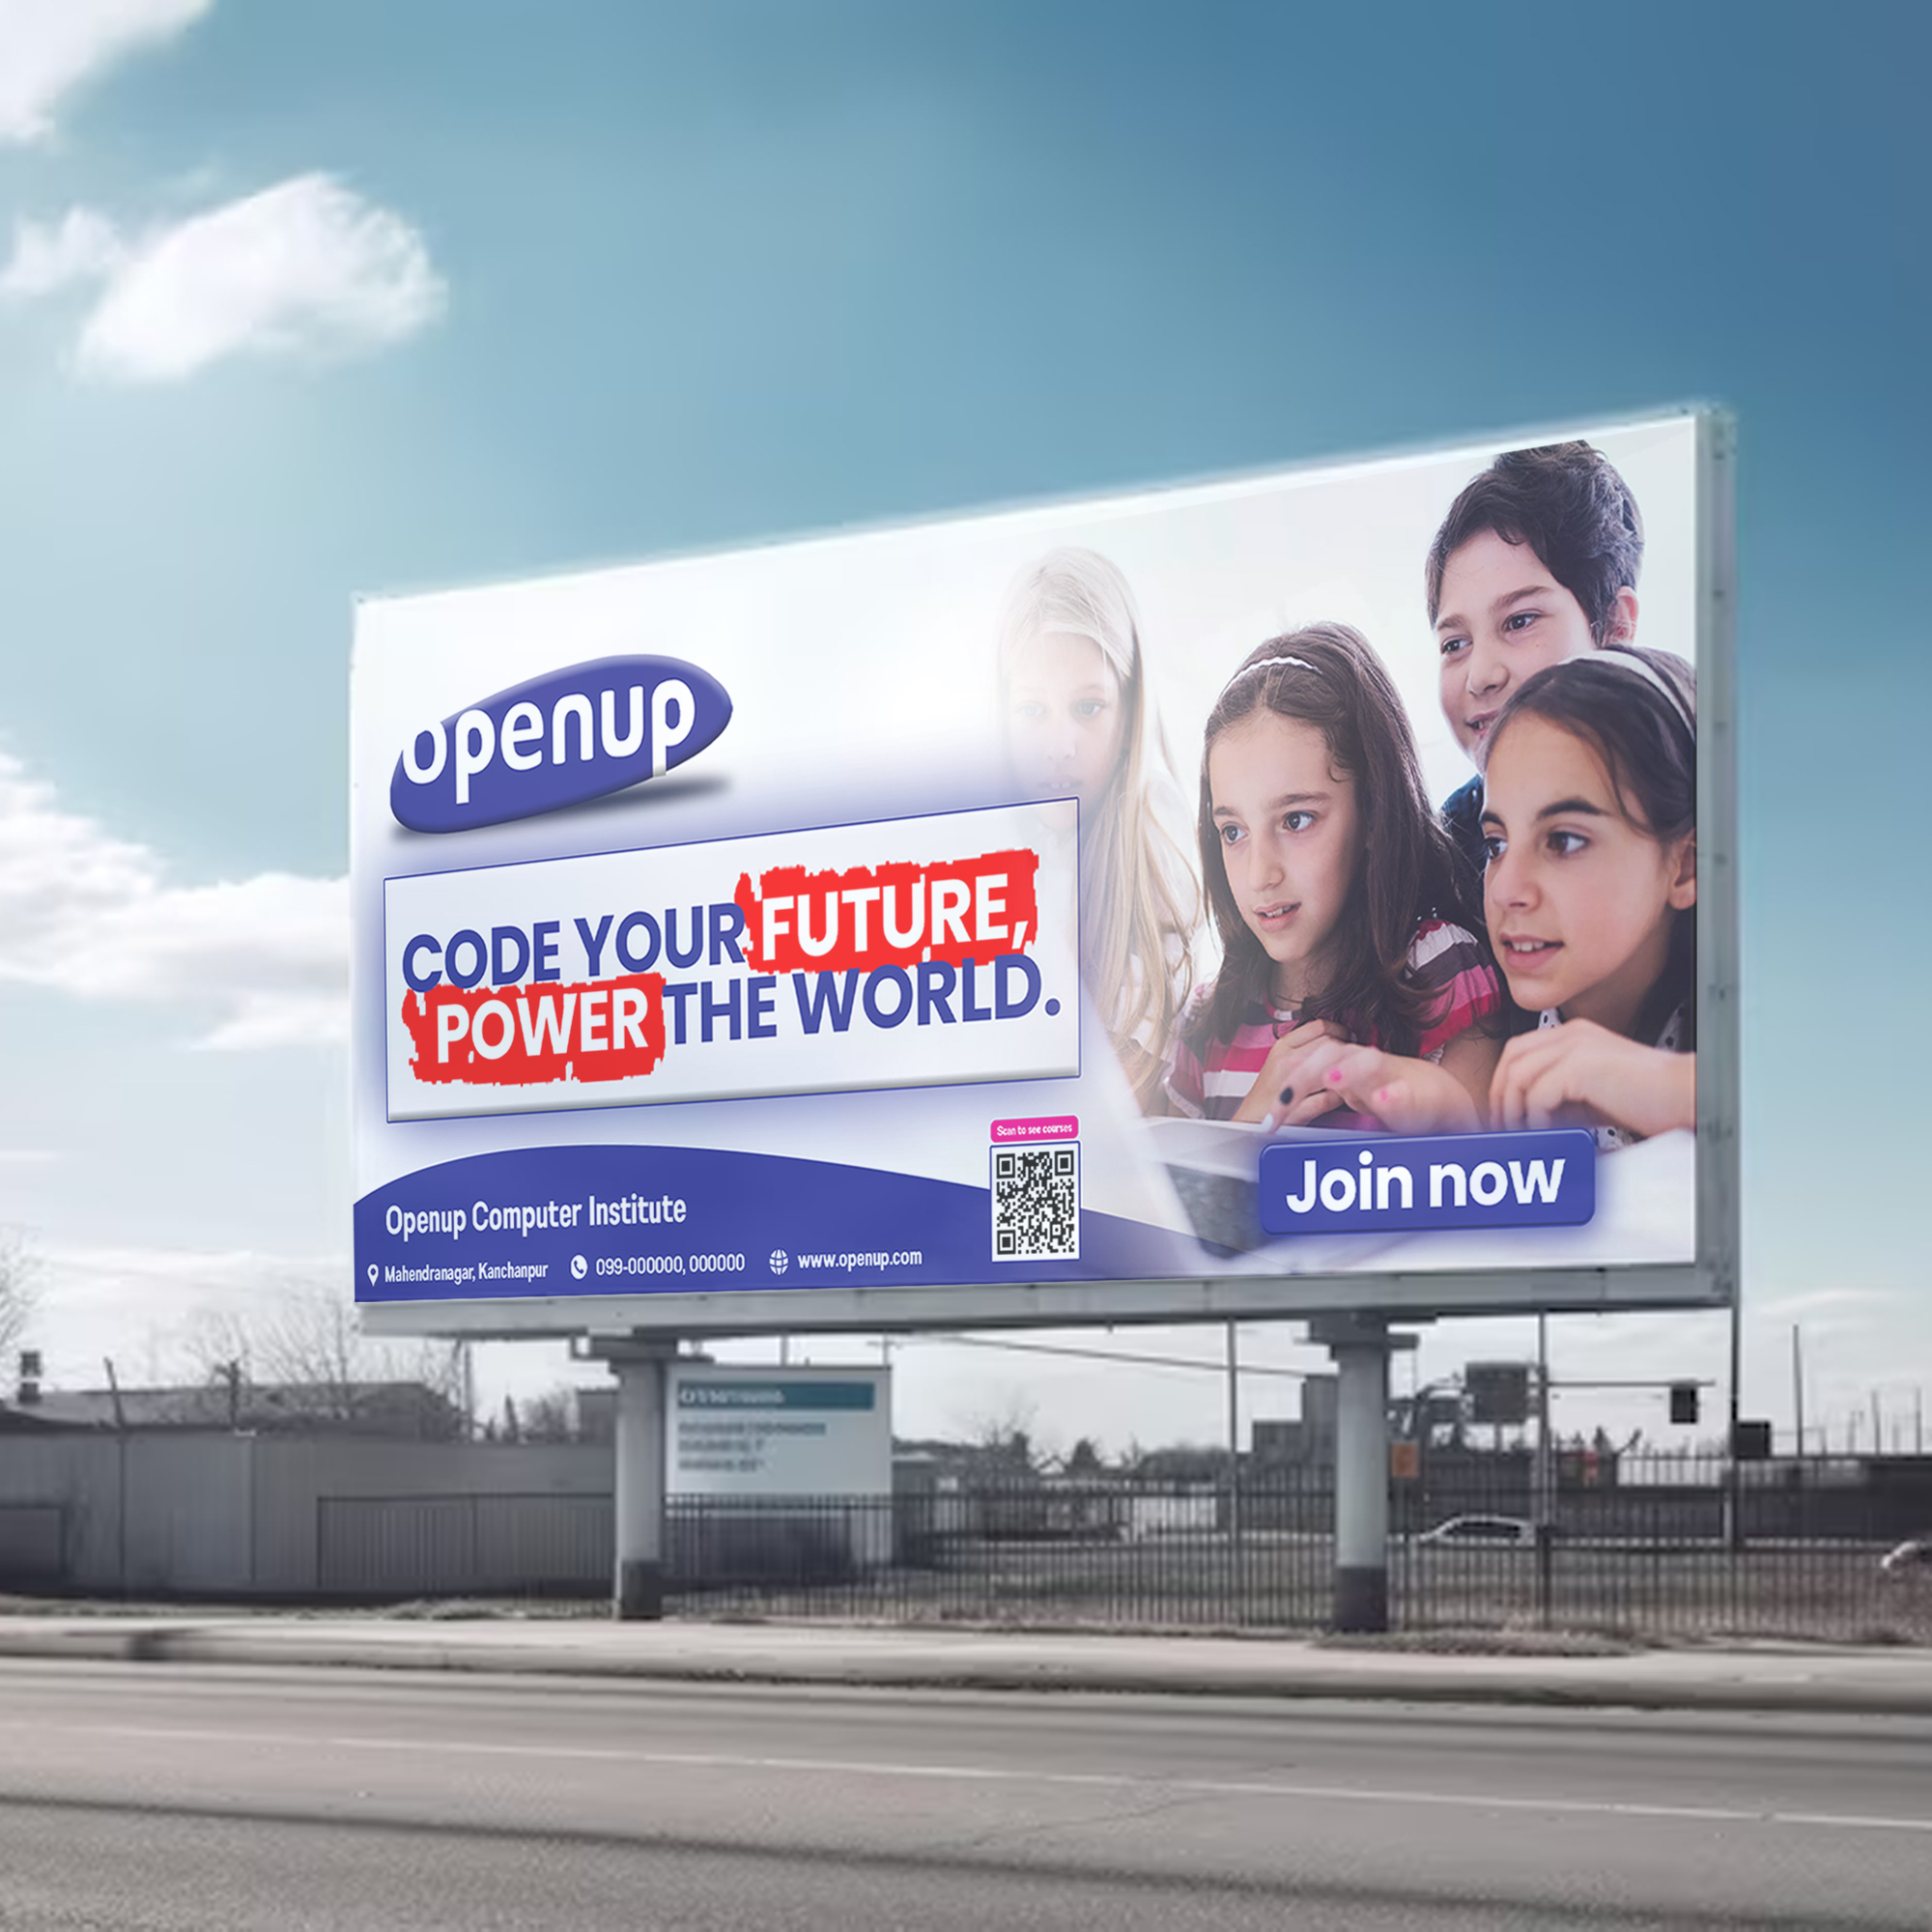 openup
CODE YOUR FUTURE,
POWER THE WORLD.
Scan to see courses
Join now
Openup Computer Institute
Mahendranagar, Kanchanpur 099-000000, 000000 www.openup.com